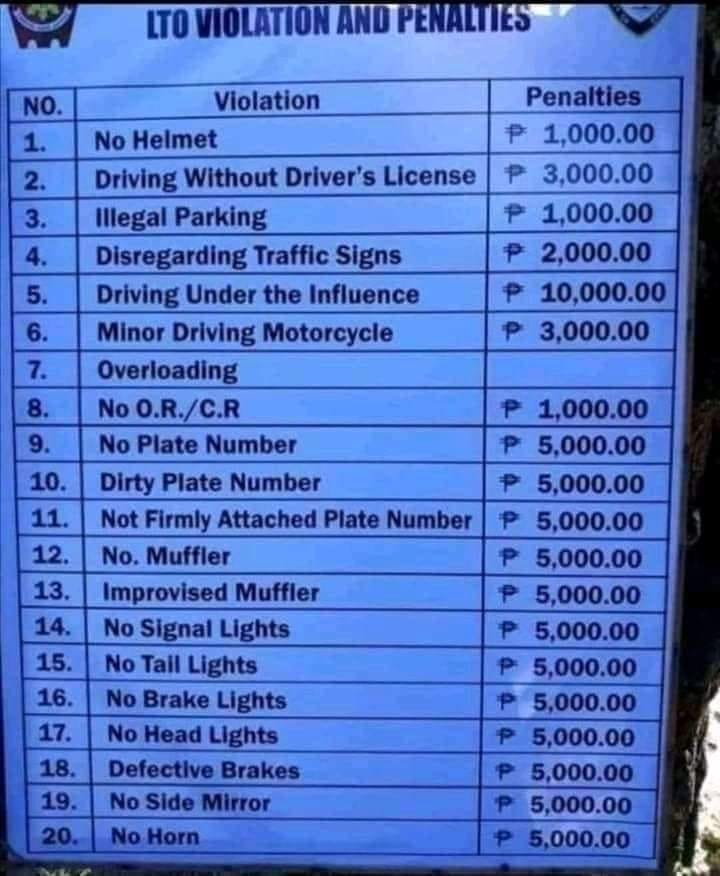 LTO VIOLATION AND PENALTIES
NO. Violation Penalties
1. No Helmet ₱ 1,000.00
2. Driving Without Driver's License ₱ 3,000.00
3. Illegal Parking ₱ 1,000.00
4. Disregarding Traffic Signs ₱ 2,000.00
5. Driving Under the Influence ₱ 10,000.00
6. Minor Driving Motorcycle ₱ 3,000.00
7. Overloading
8. No O.R./C.R ₱ 1,000.00
9. No Plate Number ₱ 5,000.00
10. Dirty Plate Number ₱ 5,000.00
11. Not Firmly Attached Plate Number ₱ 5,000.00
12. No. Muffler ₱ 5,000.00
13. Improvised Muffler ₱ 5,000.00
14. No Signal Lights ₱ 5,000.00
15. No Tail Lights ₱ 5,000.00
16. No Brake Lights ₱ 5,000.00
17. No Head Lights ₱ 5,000.00
18. Defective Brakes ₱ 5,000.00
19. No Side Mirror ₱ 5,000.00
20. No Horn ₱ 5,000.00